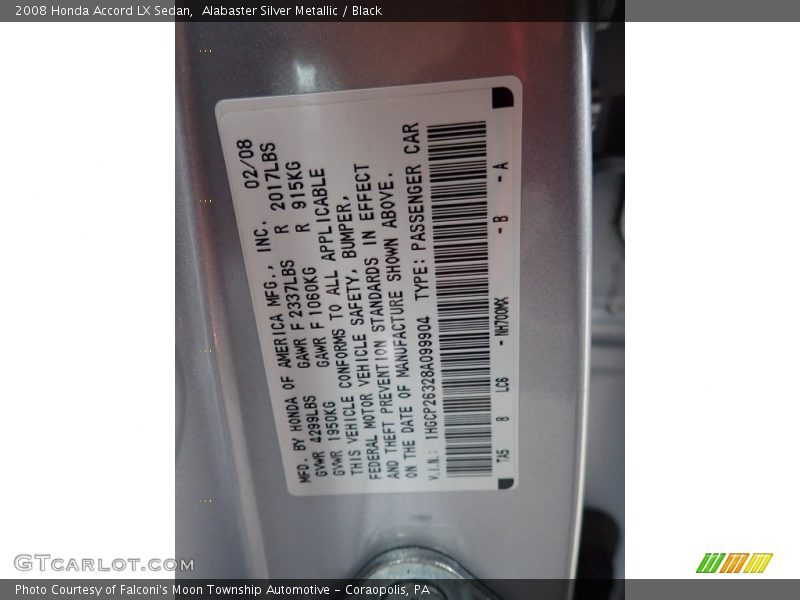 2008 Honda Accord LX Sedan,  Alabaster Silver Metallic / Black
MFD. BY HONDA OF AMERICA MFG., INC. 02/08
GVWR 4299LBS GAWR F 2337LBS R 2017LBS
GVWR 1950KG GAWR F 1060KG R 915KG
THIS VEHICLE CONFORMS TO ALL APPLICABLE
FEDERAL MOTOR VEHICLE SAFETY, BUMPER,
AND THEFT PREVENTION STANDARDS IN EFFECT
ON THE DATE OF MANUFACTURE SHOWN ABOVE.
V.I.N.: 1HGCP26328A099904 TYPE: PASSENGER CAR
TA5 8 LC6 - NH700MX - B - A
GTcarlot.com
Photo Courtesy of Falconi's Moon Township Automotive - Coraopolis, PA